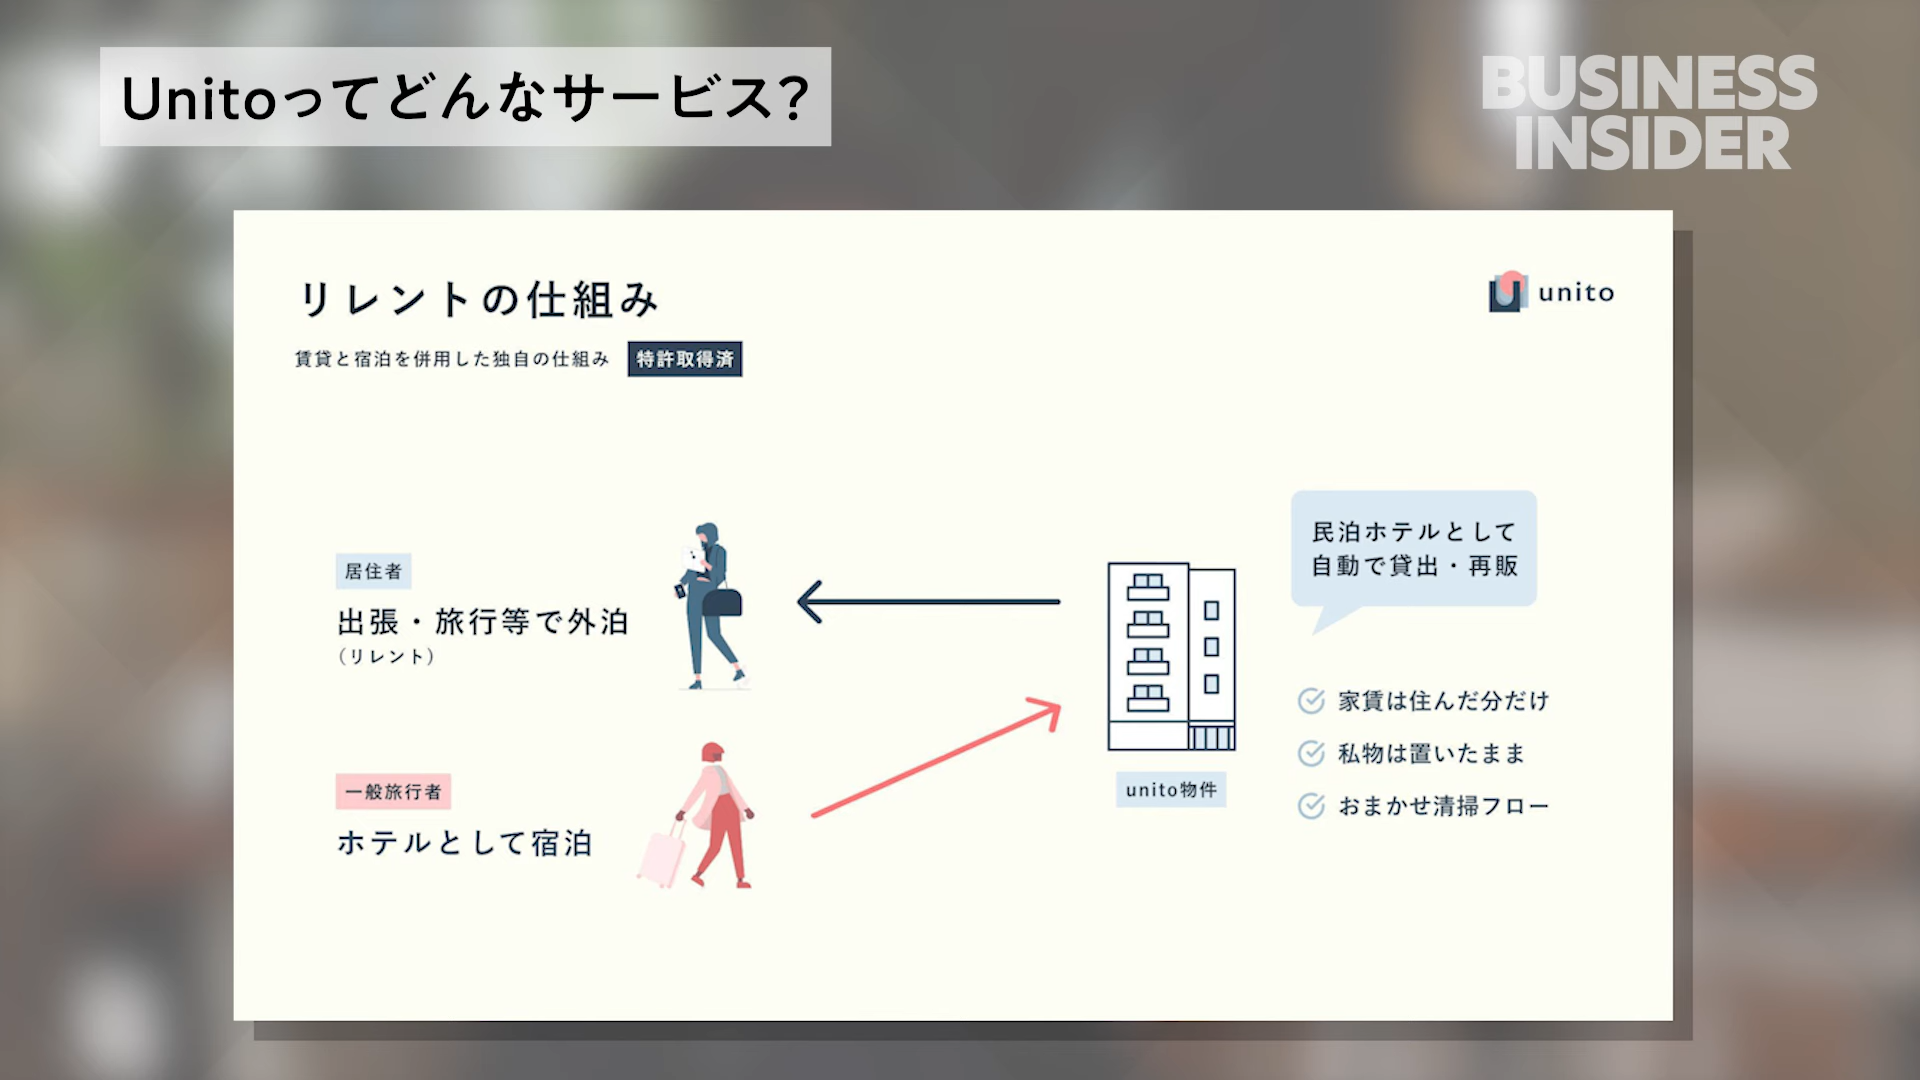 Unitoってどんなサービス?
BUSINESS
INSIDER
リレントの仕組み
unito
賃貸と宿泊を併用した独自の仕組み 特許取得済
民泊ホテルとして
自動で貸出・再販
居住者
出張・旅行等で外泊
(リレント)
家賃は住んだ分だけ
私物は置いたまま
おまかせ清掃フロー
unito物件
一般旅行者
ホテルとして宿泊